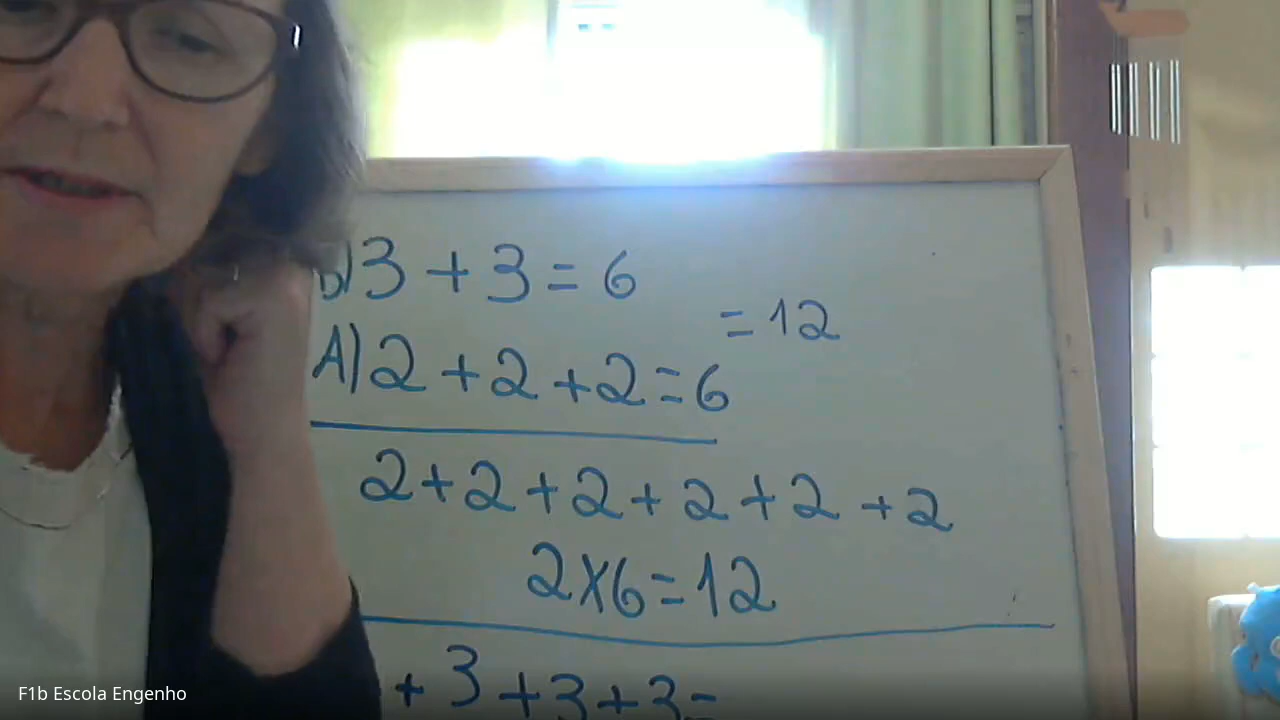 b) 3 + 3 = 6
= 12
A) 2 + 2 + 2 = 6
2 + 2 + 2 + 2 + 2 + 2
2 x 6 = 12
+ 3 + 3 + 3 =
F1b Escola Engenho